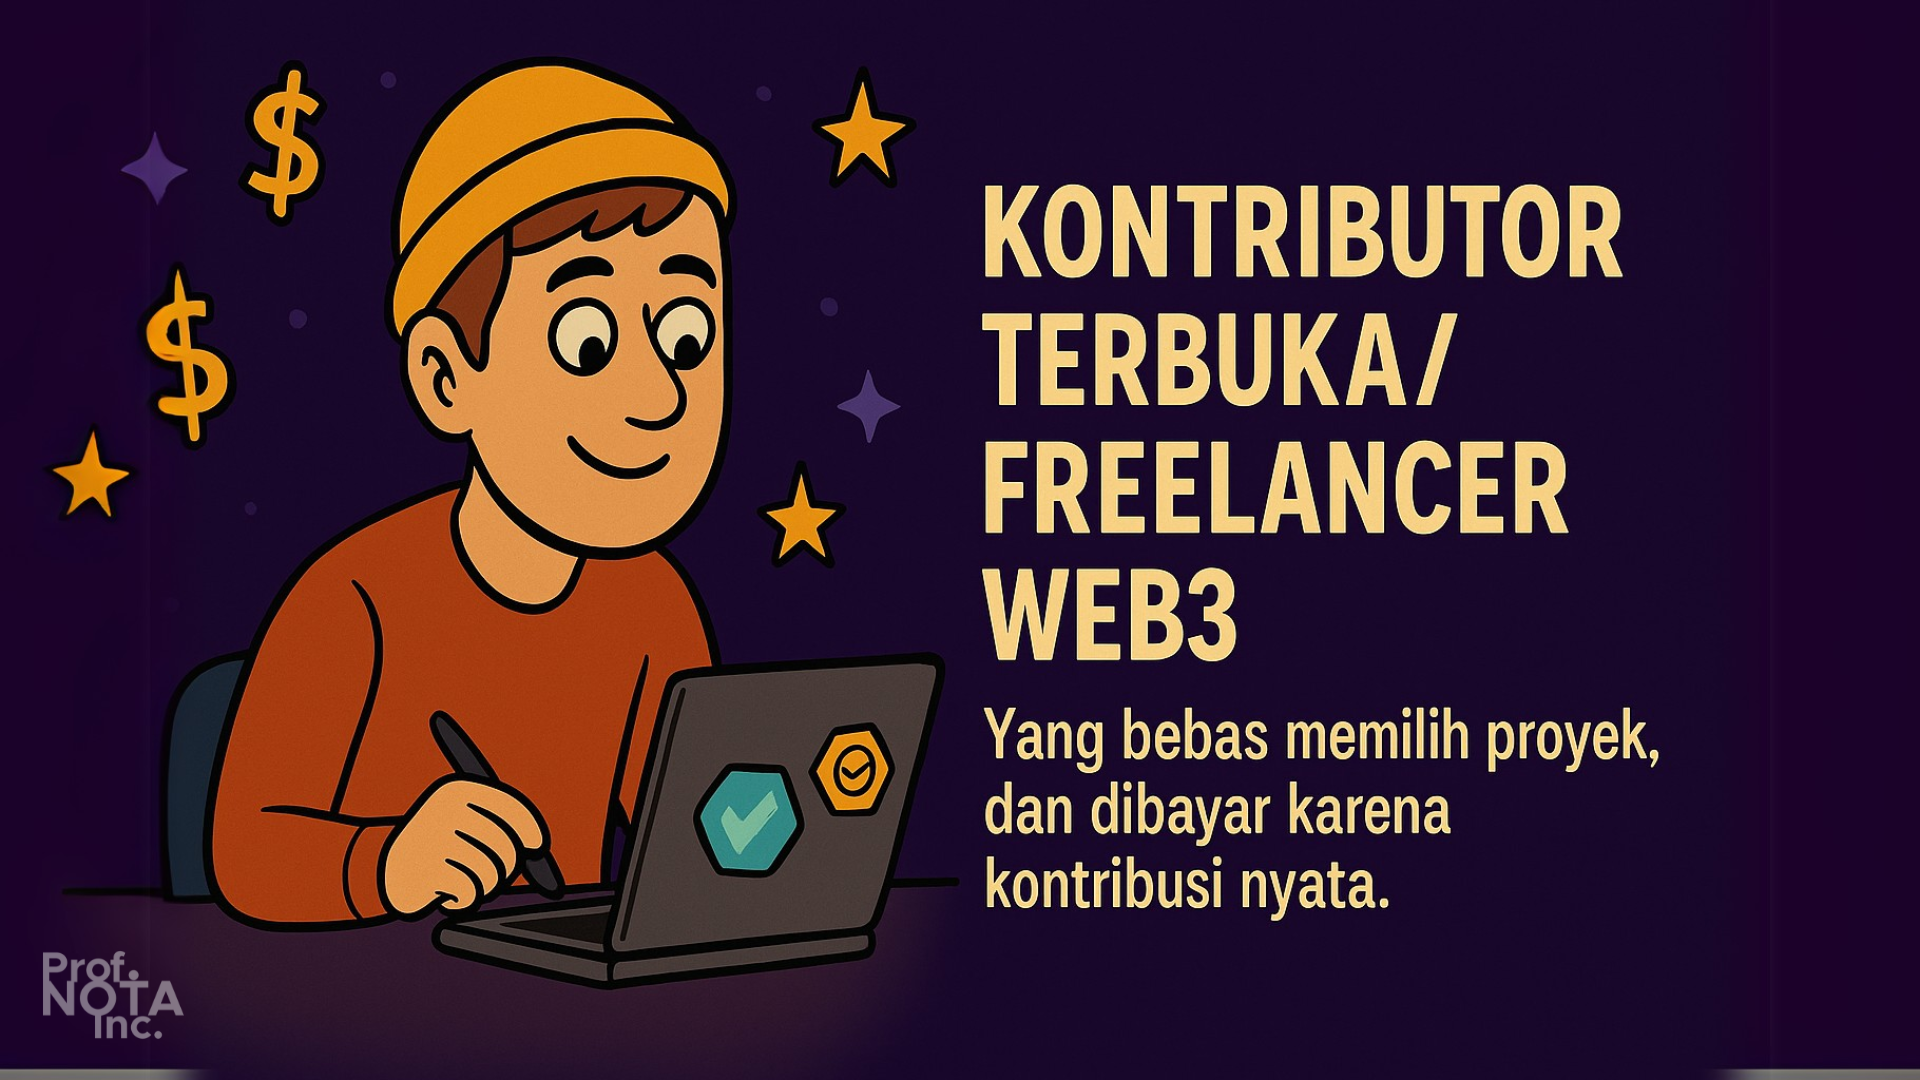 KONTRIBUTOR
TERBUKA/
FREELANCER
WEB3
Yang bebas memilih proyek,
dan dibayar karena
kontribusi nyata.
Prof.
NOTA
Inc.